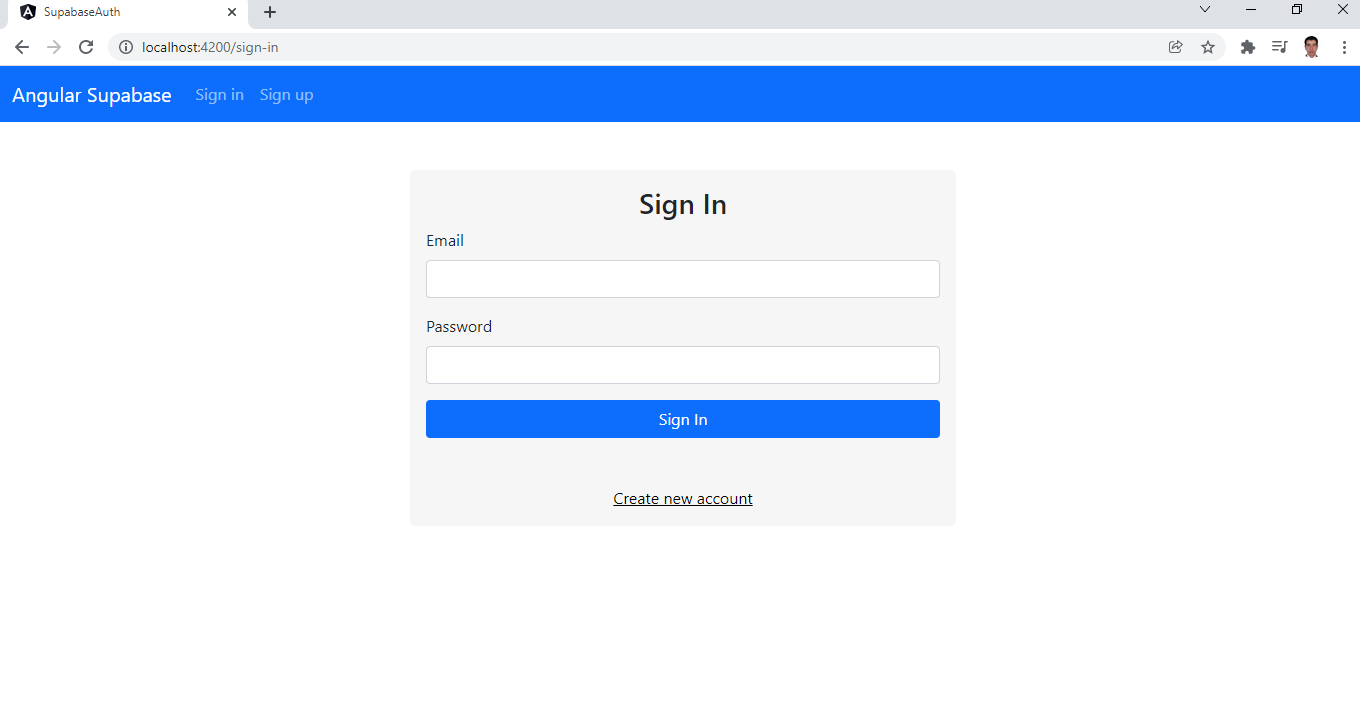 SupabaseAuth
localhost:4200/sign-in
Angular Supabase Sign in Sign up
Sign In
Email
Password
Sign In
Create new account